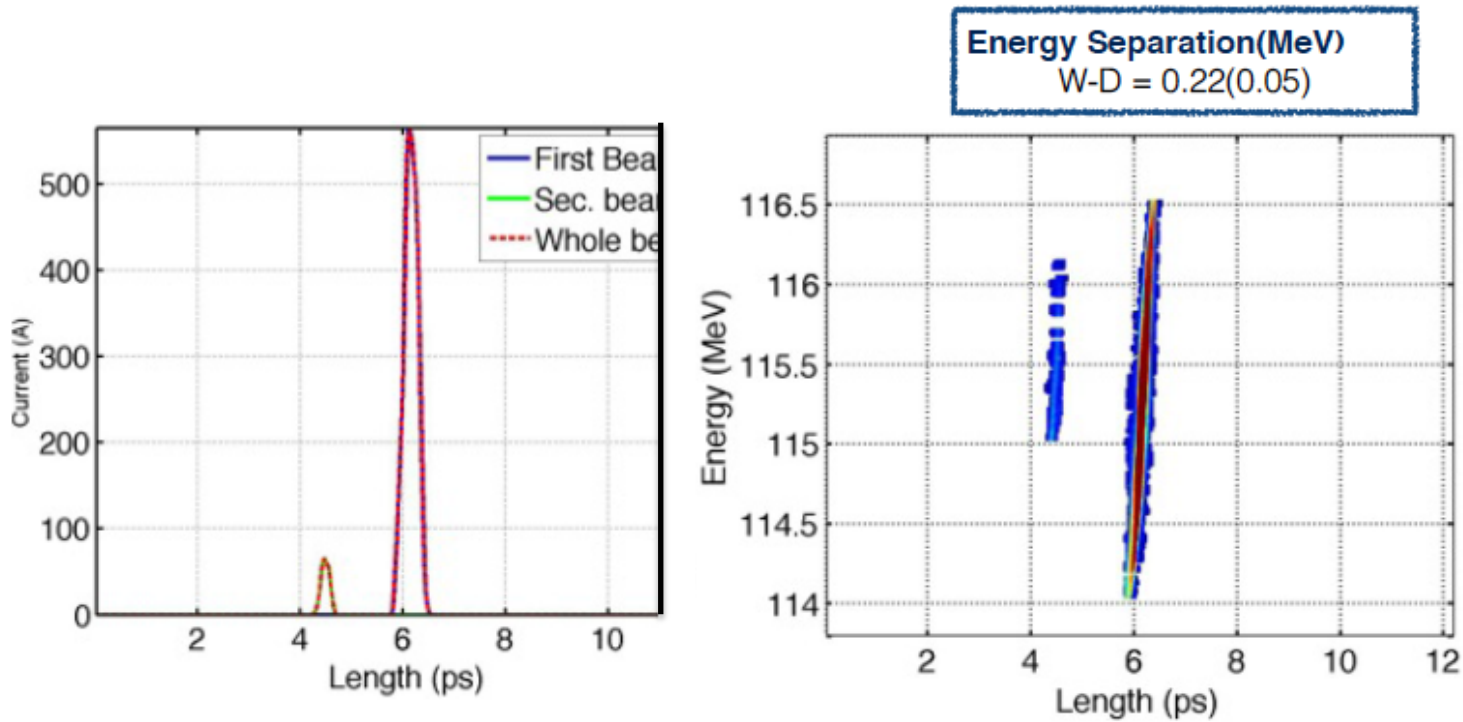 Energy Separation(MeV)
W-D = 0.22(0.05)
First Bea
Sec. bea
Whole be
Current (A)
500
400
300
200
100
0
2
4
6
8
10
Length (ps)
Energy (MeV)
116.5
116
115.5
115
114.5
114
2
4
6
8
10
12
Length (ps)